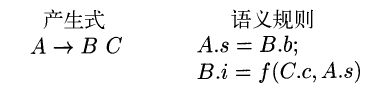 产生式 语义规则
A → B C A.s = B.b;
B.i = f(C.c, A.s)